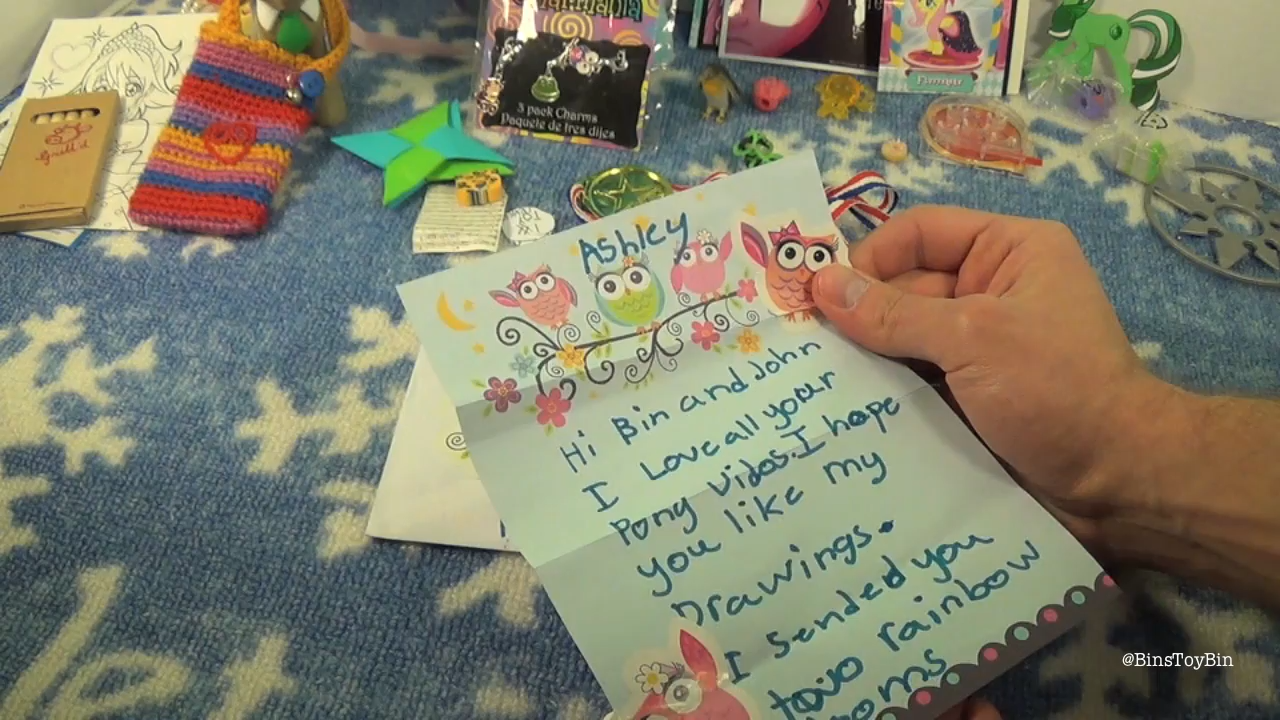 3 pack Charms
Paquete de tres dijes
Ashley
Hi Bin and John
I Love all your
Pony vidos. I hope
you like my
Drawings.
I sended you
two rainbow
ooms
@BinsToyBin